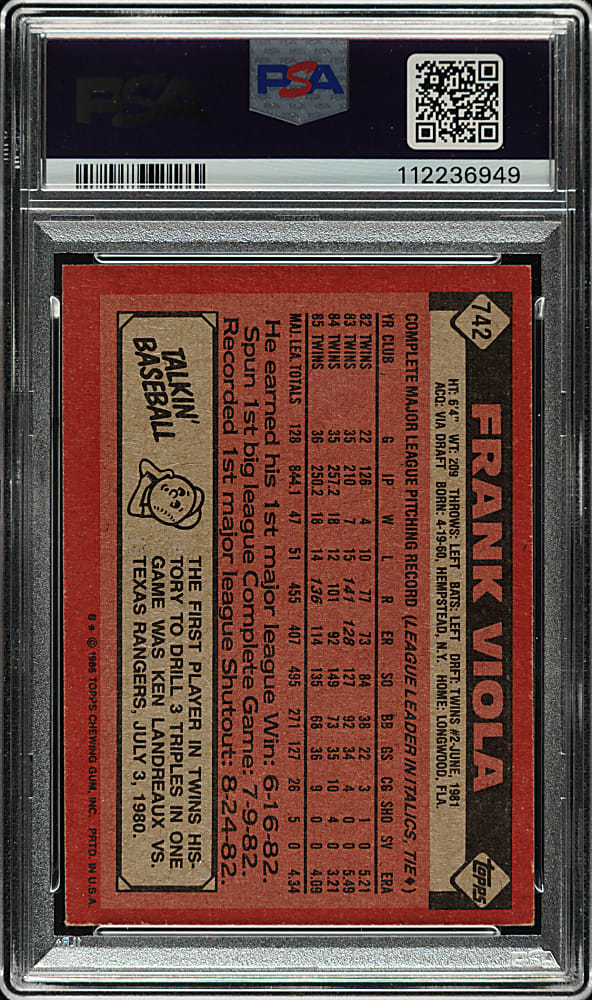 PSA
PSA
112236949
742
FRANK VIOLA
Topps
HT: 6'4" WT: 209 THROWS: LEFT BATS: LEFT DRFT: TWINS #2-JUNE, 1981
ACQ: VIA DRAFT BORN: 4-19-60, HEMPSTEAD, N.Y. HOME: LONGWOOD, FLA.
COMPLETE MAJOR LEAGUE PITCHING RECORD (LEAGUE LEADER IN ITALICS, TIE ♦)
YR CLUB G IP W L R ER SO BB GS CG SHO SV ERA
82 TWINS 22 126 4 10 77 73 84 38 22 3 1 0 5.21
83 TWINS 35 210 7 15 141 128 127 92 34 4 0 0 5.49
84 TWINS 35 257.2 18 12 101 92 149 73 35 10 4 0 3.21
85 TWINS 36 250.2 18 14 136 114 135 68 36 9 0 0 4.09
MAJ. LEA. TOTALS 128 844.1 47 51 455 407 495 271 127 26 5 0 4.34
He earned his 1st major league Win: 6-16-82.
Spun 1st big league Complete Game: 7-9-82.
Recorded 1st major league Shutout: 8-24-82.
TALKIN'
BASEBALL
THE FIRST PLAYER IN TWINS HIS-
TORY TO DRILL 3 TRIPLES IN ONE
GAME WAS KEN LANDREAUX VS.
TEXAS RANGERS, JULY 3, 1980.
B * © 1986 TOPPS CHEWING GUM, INC. PRTD. IN U.S.A.
PSA